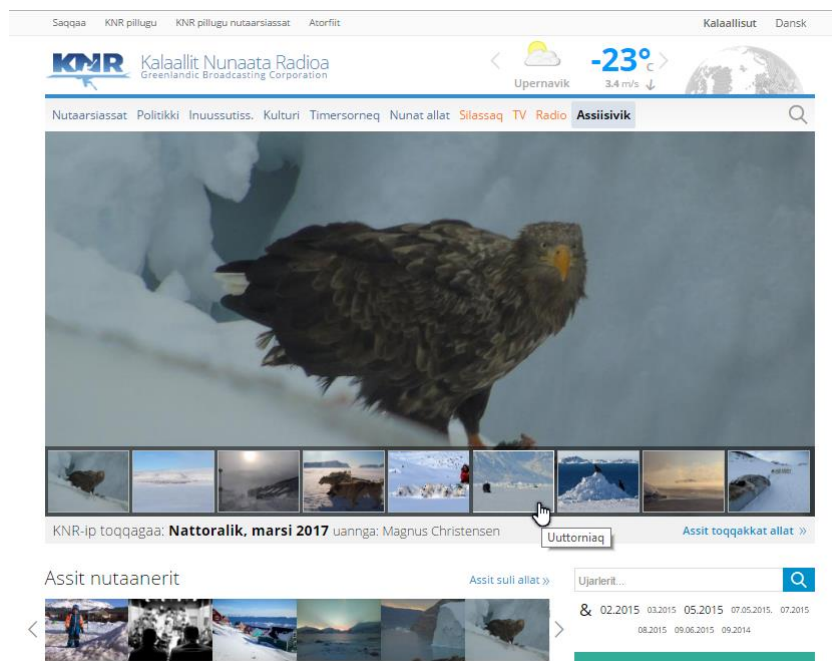 Saqqaa KNR pillugu KNR pillugu nutaarsiassat Atorfiit Kalaallisut Dansk
KNR Kalaallit Nunaata Radioa
Greenlandic Broadcasting Corporation
-23°c
Upernavik 3.4 m/s
Nutaarsiassat Politikki Inuussutiss. Kulturi Timersorneq Nunat allat Silassaq TV Radio Assiisivik
KNR-ip toqqagaa: Nattoralik, marsi 2017 uannga: Magnus Christensen Assit toqqakkat allat »
Uuttorniaq
Assit nutaanerit Assit suli allat » Ujarlerit...
& 02.2015 03.2015 05.2015 07.05.2015. 07.2015
08.2015 09.06.2015 09.2014